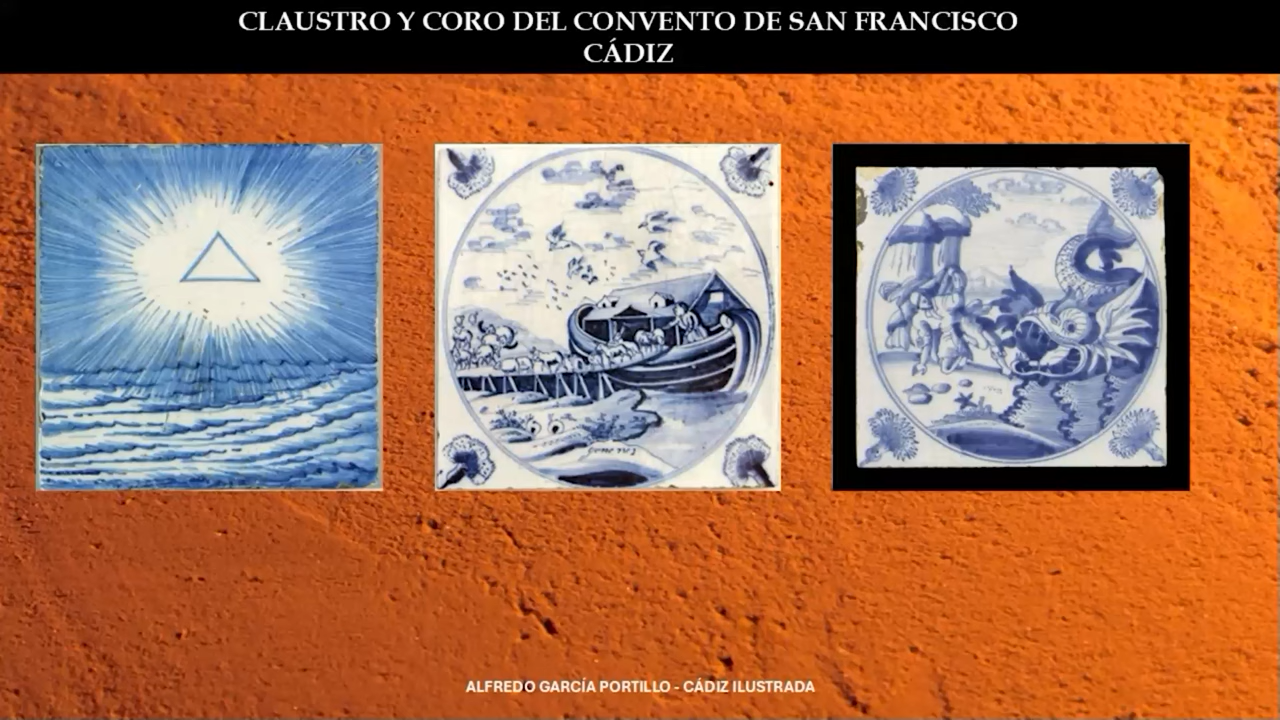 CLAUSTRO Y CORO DEL CONVENTO DE SAN FRANCISCO
CÁDIZ
ALFREDO GARCÍA PORTILLO - CÁDIZ ILUSTRADA